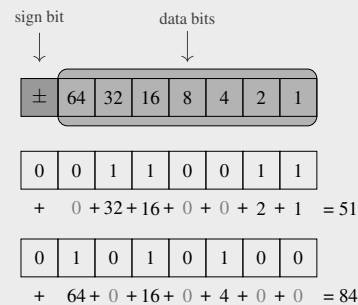 sign bit data bits
± 64 32 16 8 4 2 1
0 0 1 1 0 0 1 1
+ 0 + 32 + 16 + 0 + 0 + 2 + 1 = 51
0 1 0 1 0 1 0 0
+ 64 + 0 + 16 + 0 + 4 + 0 + 0 = 84